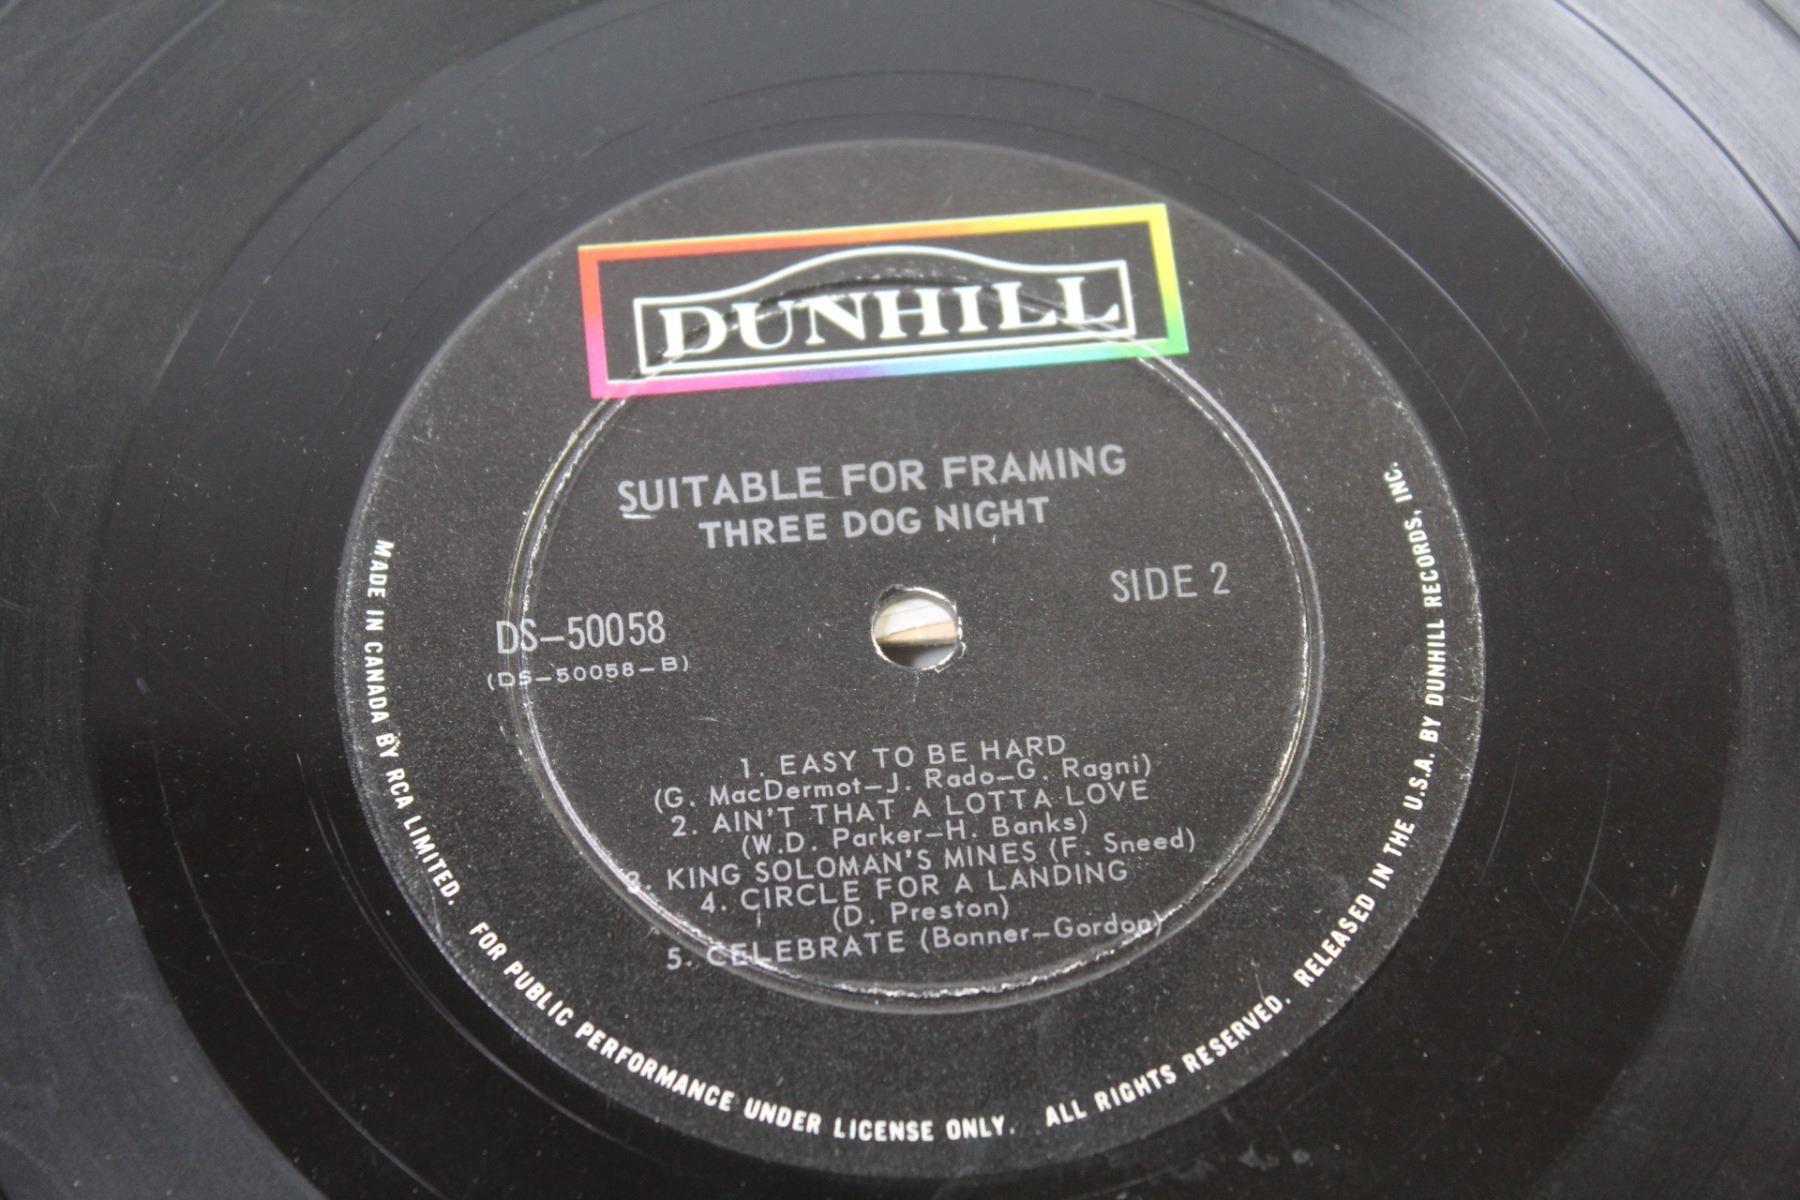 DUNHILL
SUITABLE FOR FRAMING
THREE DOG NIGHT
SIDE 2
DS-50058
(DS-50058-B)
1. EASY TO BE HARD
(G. MacDermot-J. Rado-G. Ragni)
2. AIN'T THAT A LOTTA LOVE
(W.D. Parker-H. Banks)
3. KING SOLOMAN'S MINES (F. Sneed)
4. CIRCLE FOR A LANDING
(D. Preston)
5. CELEBRATE (Bonner-Gordon)
MADE IN CANADA BY RCA LIMITED. FOR PUBLIC PERFORMANCE UNDER LICENSE ONLY. ALL RIGHTS RESERVED. RELEASED IN THE U.S.A. BY DUNHILL RECORDS, INC.